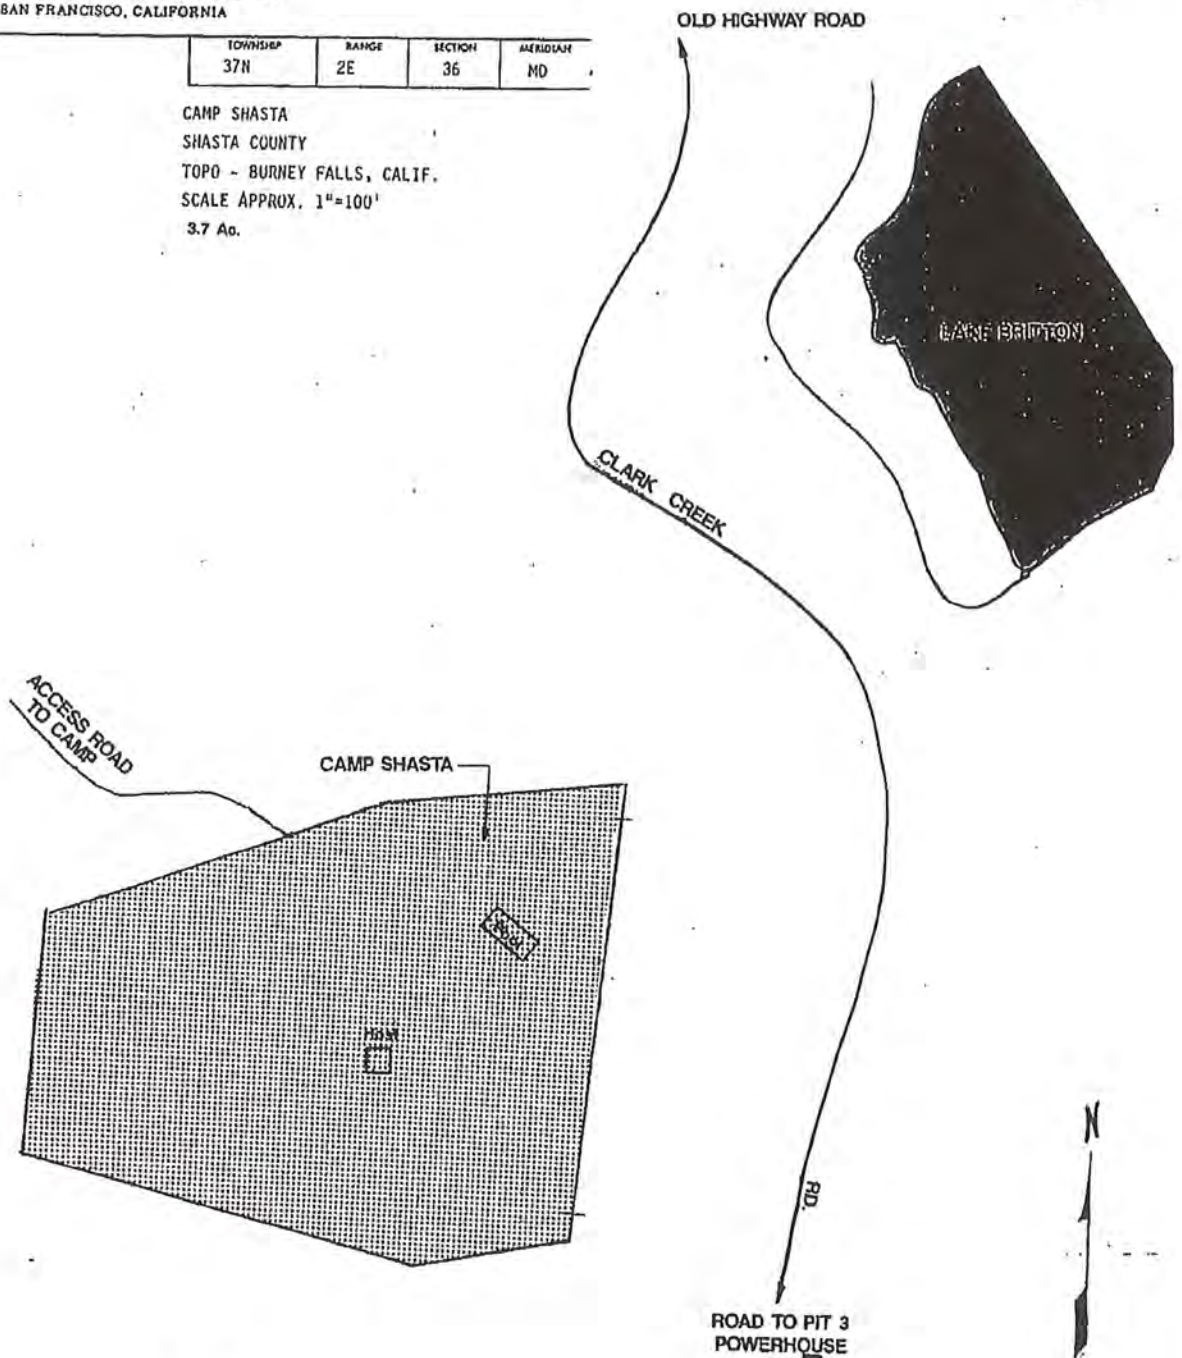 SAN FRANCISCO, CALIFORNIA
TOWNSHIP RANGE SECTION MERIDIAN
37N 2E 36 MD
CAMP SHASTA
SHASTA COUNTY
TOPO - BURNEY FALLS, CALIF.
SCALE APPROX. 1"=100'
3.7 Ac.
OLD HIGHWAY ROAD
LAKE BRITTON
CLARK CREEK
RD.
ACCESS ROAD
TO CAMP
CAMP SHASTA
Pool
Host
N
ROAD TO PIT 3
POWERHOUSE